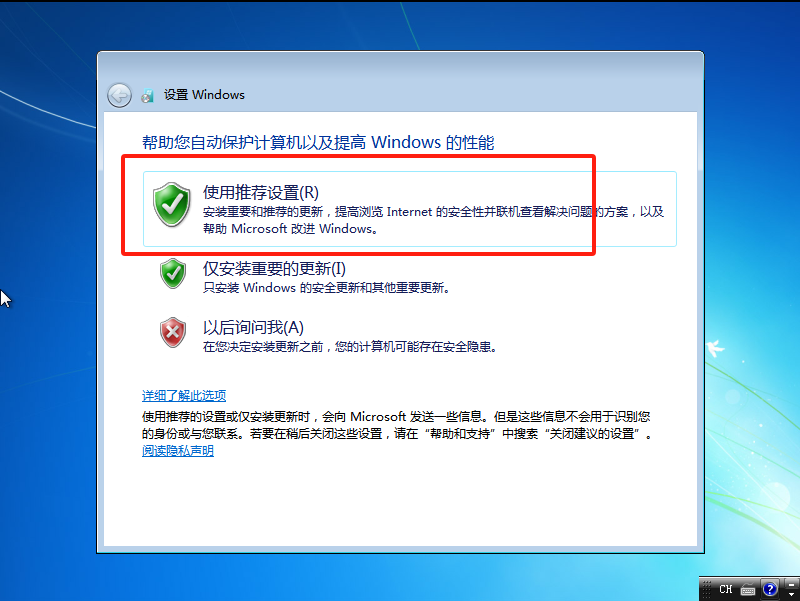 设置 Windows
帮助您自动保护计算机以及提高 Windows 的性能
使用推荐设置(R)
安装重要和推荐的更新，提高浏览 Internet 的安全性并联机查看解决问题的方案，以及
帮助 Microsoft 改进 Windows。
仅安装重要的更新(I)
只安装 Windows 的安全更新和其他重要更新。
以后询问我(A)
在您决定安装更新之前，您的计算机可能存在安全隐患。
详细了解此选项
使用推荐的设置或仅安装更新时，会向 Microsoft 发送一些信息。但是这些信息不会用于识别您
的身份或与您联系。若要在稍后关闭这些设置，请在“帮助和支持”中搜索“关闭建议的设置”。
阅读隐私声明
CH